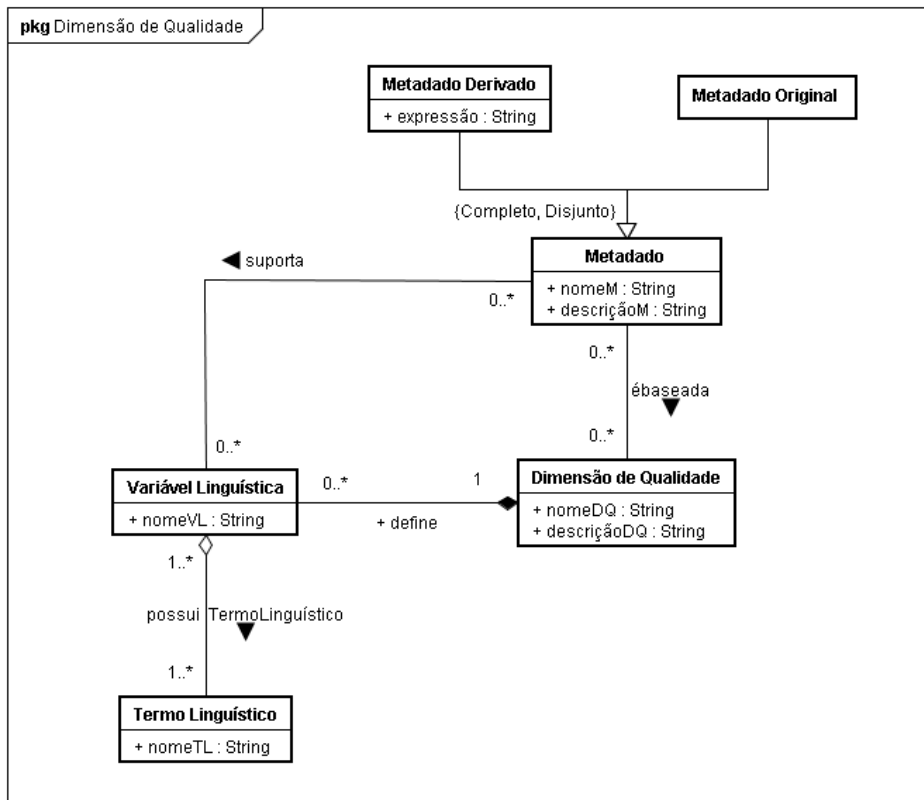 pkg Dimensão de Qualidade
Metadado Derivado
+ expressão : String
Metadado Original
{Completo, Disjunto}
Metadado
+ nomeM : String
+ descriçãoM : String
suporta
0..*
0..*
ébaseada
0..*
0..*
Variável Linguística
+ nomeVL : String
0..*
1
+ define
Dimensão de Qualidade
+ nomeDQ : String
+ descriçãoDQ : String
1..*
possui TermoLinguístico
1..*
Termo Linguístico
+ nomeTL : String